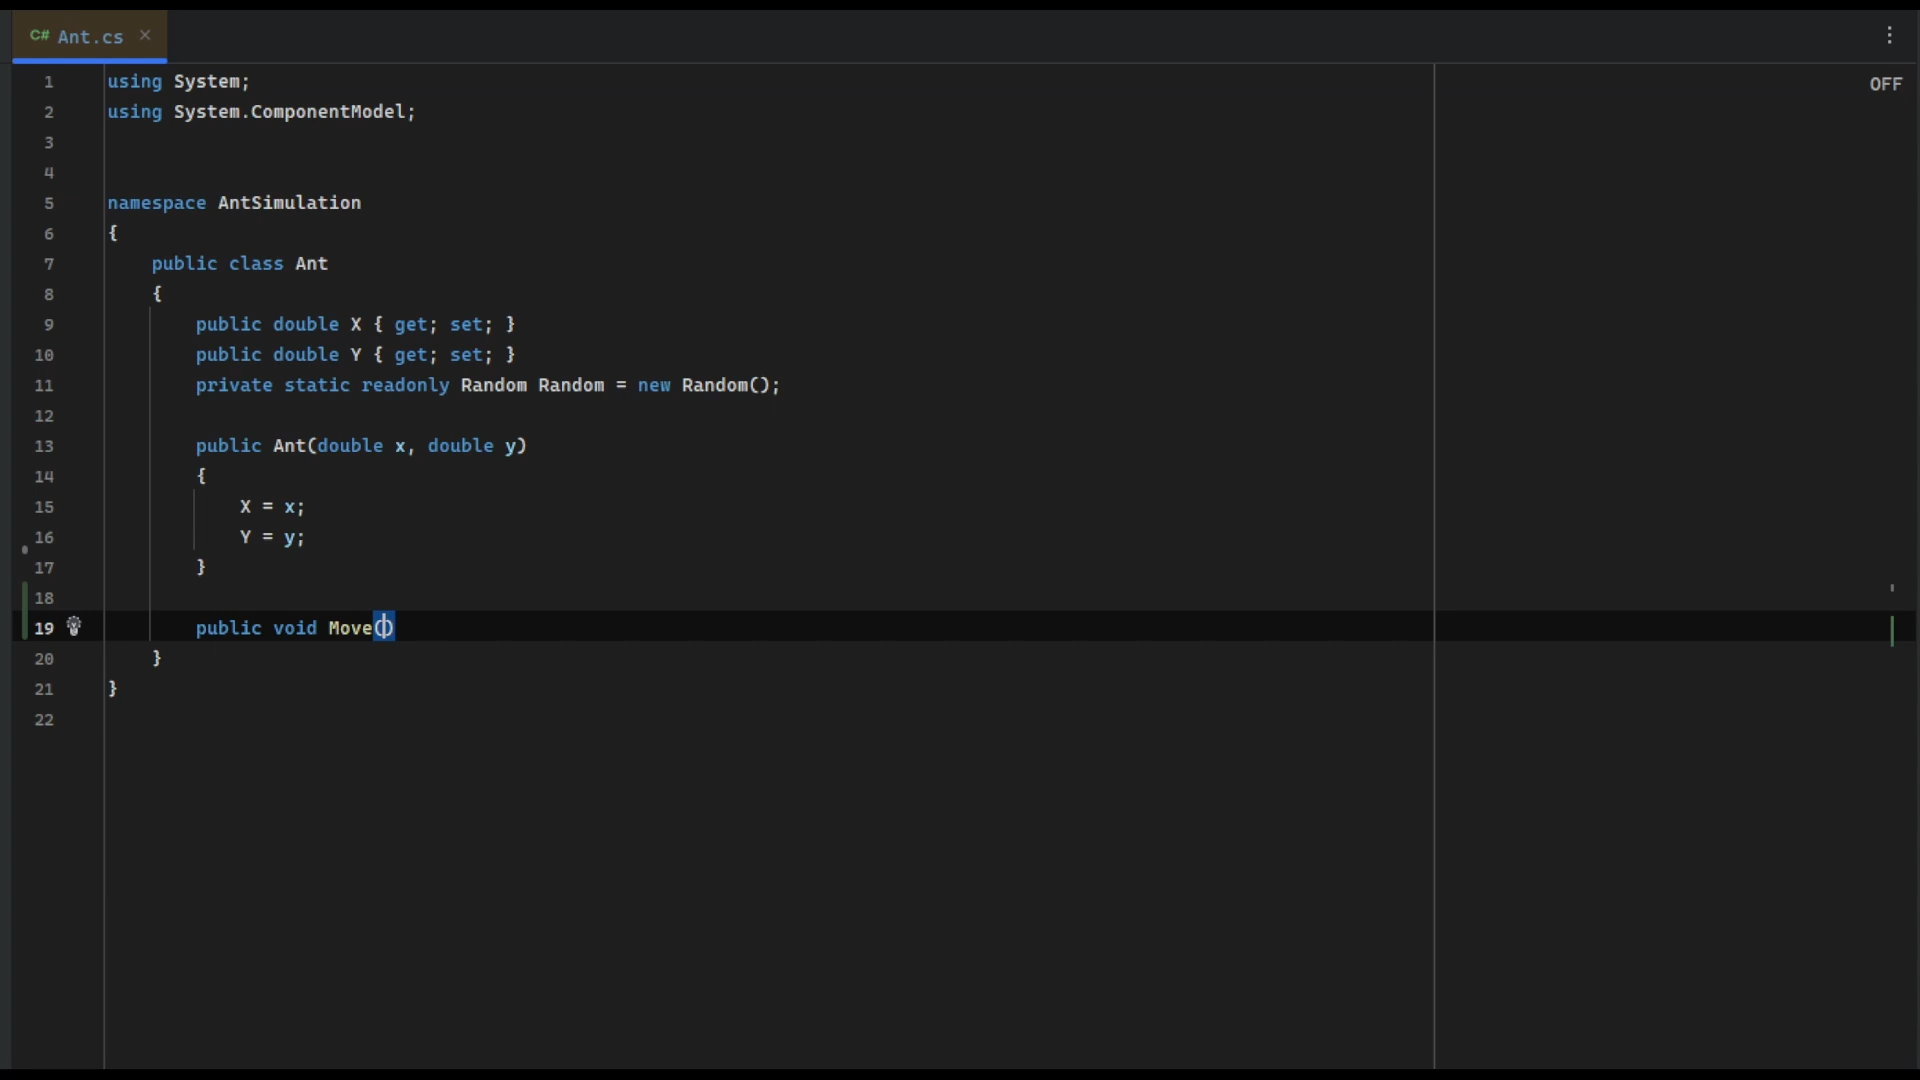 C# Ant.cs ×
OFF
1 using System;
2 using System.ComponentModel;
3
4
5 namespace AntSimulation
6 {
7 public class Ant
8 {
9 public double X { get; set; }
10 public double Y { get; set; }
11 private static readonly Random Random = new Random();
12
13 public Ant(double x, double y)
14 {
15 X = x;
16 Y = y;
17 }
18
19 public void Move()
20 }
21 }
22